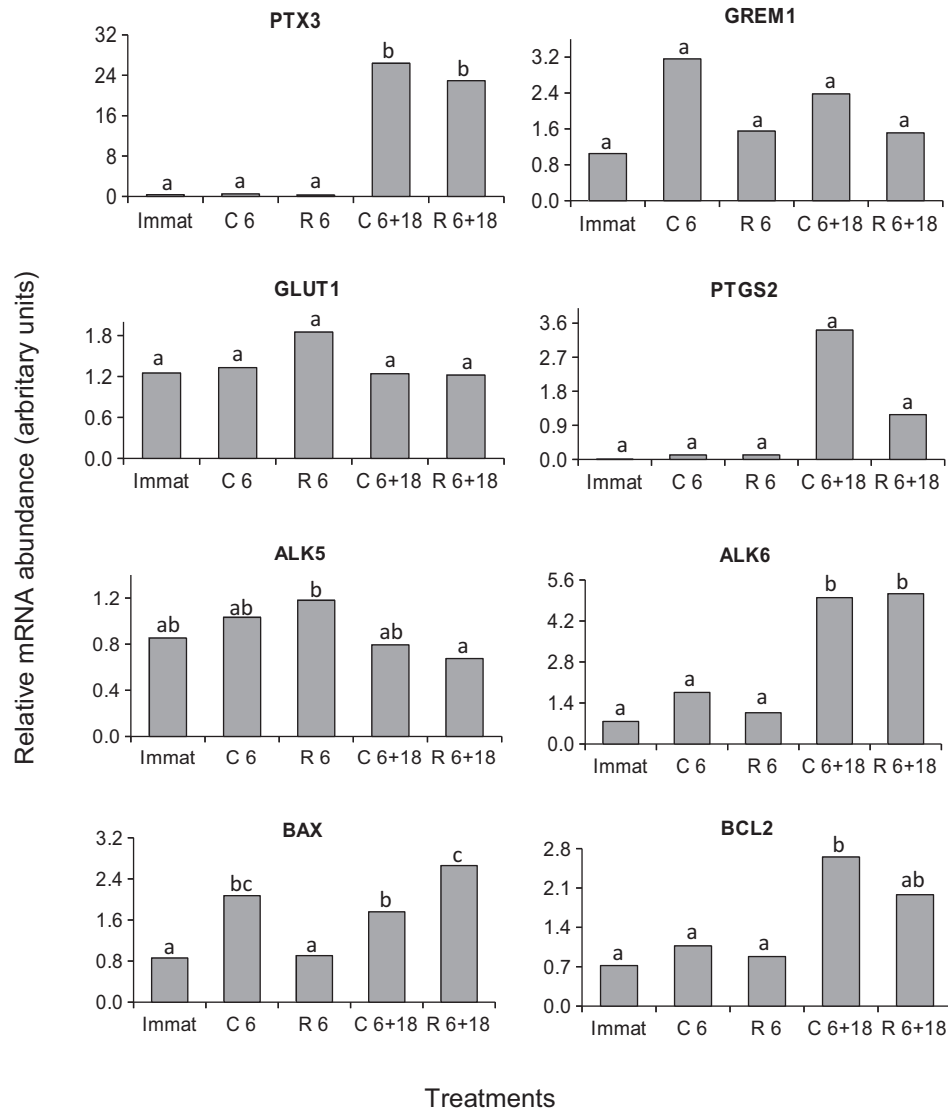 PTX3
32
24
16
8
0
a
a
a
b
b
Immat C 6 R 6 C 6+18 R 6+18
GREM1
3.2
2.4
1.6
0.8
0.0
a
a
a
a
a
Immat C 6 R 6 C 6+18 R 6+18
Relative mRNA abundance (arbritary units)
GLUT1
1.8
1.2
0.6
0.0
a
a
a
a
a
Immat C 6 R 6 C 6+18 R 6+18
PTGS2
3.6
2.7
1.8
0.9
0.0
a
a
a
a
a
Immat C 6 R 6 C 6+18 R 6+18
ALK5
1.2
0.8
0.4
0.0
ab
ab
b
ab
a
Immat C 6 R 6 C 6+18 R 6+18
ALK6
5.6
4.2
2.8
1.4
0.0
a
a
a
b
b
Immat C 6 R 6 C 6+18 R 6+18
BAX
3.2
2.4
1.6
0.8
0.0
a
bc
a
b
c
Immat C 6 R 6 C 6+18 R 6+18
BCL2
2.8
2.1
1.4
0.7
0.0
a
a
a
b
ab
Immat C 6 R 6 C 6+18 R 6+18
Treatments